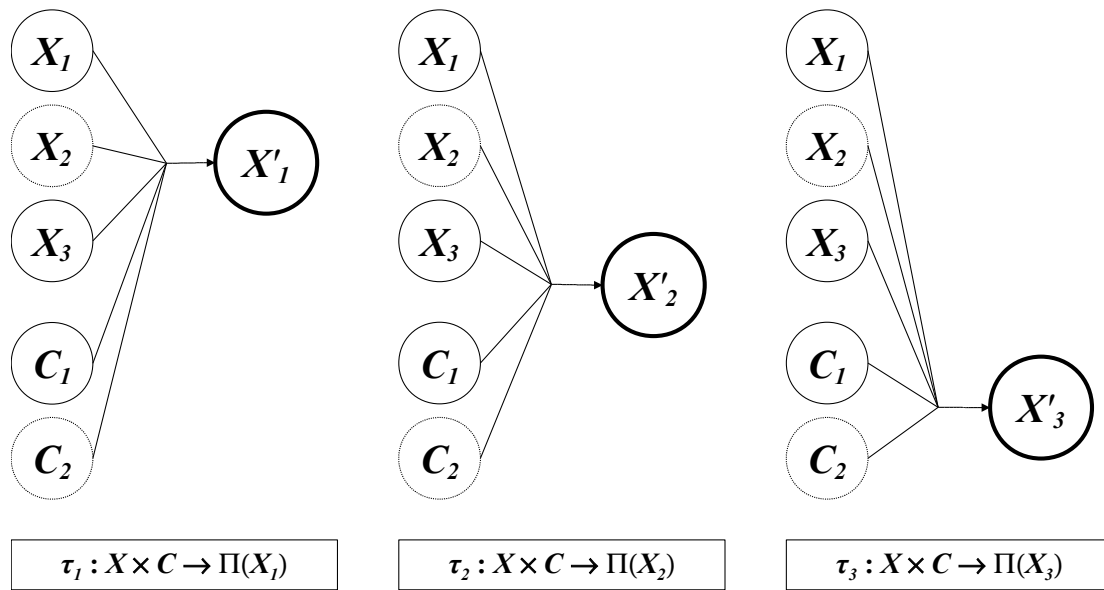 X₁
X₂
X₃
C₁
C₂
X'₁
τ₁ : X × C → Π(X₁)
X₁
X₂
X₃
C₁
C₂
X'₂
τ₂ : X × C → Π(X₂)
X₁
X₂
X₃
C₁
C₂
X'₃
τ₃ : X × C → Π(X₃)